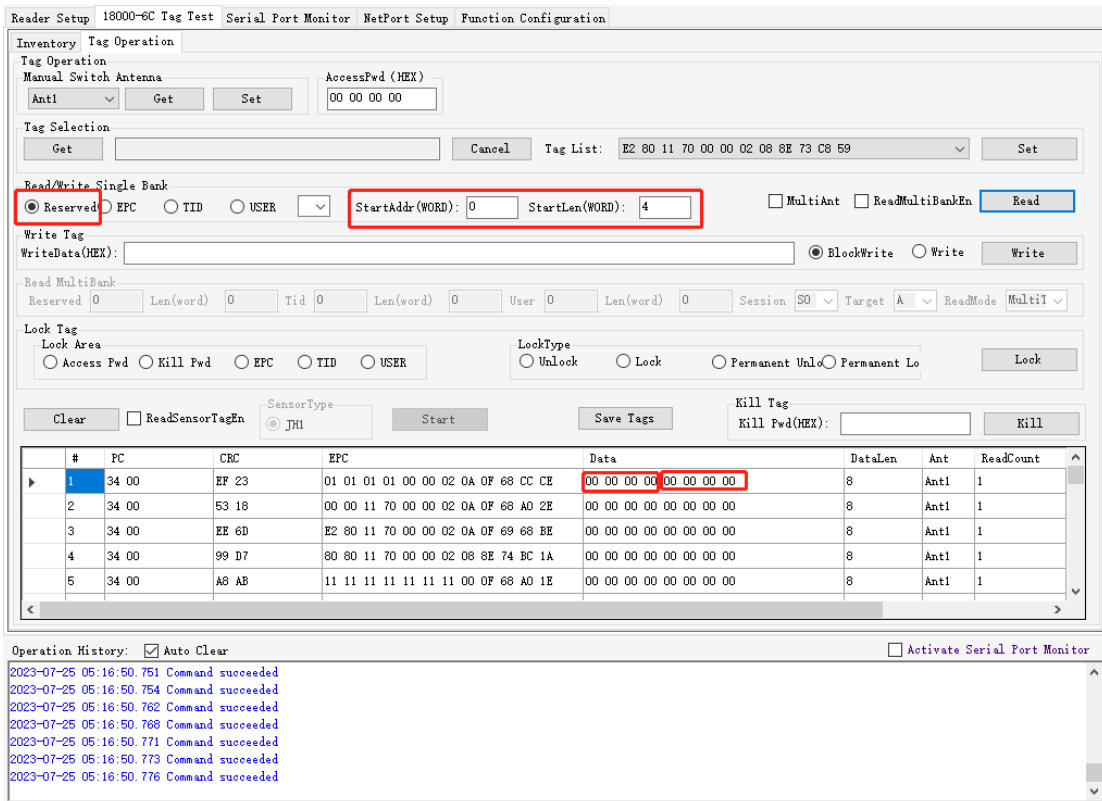 Reader Setup 18000-6C Tag Test Serial Port Monitor NetPort Setup Function Configuration
Inventory Tag Operation
Tag Operation
Manual Switch Antenna AccessPwd (HEX)
Ant1 Get Set 00 00 00 00
Tag Selection
Get Cancel Tag List: E2 80 11 70 00 00 02 08 8E 73 C8 59 Set
Read/Write Single Bank
Reserved EPC TID USER StartAddr(WORD): 0 StartLen(WORD): 4 MultiAnt ReadMultiBankEn Read
Write Tag
WriteData(HEX): BlockWrite Write Write
Read MultiBank
Reserved 0 Len(word) 0 Tid 0 Len(word) 0 User 0 Len(word) 0 Session S0 Target A ReadMode MultiT
Lock Tag
Lock Area LockType
Access Pwd Kill Pwd EPC TID USER Unlock Lock Permanent Unlo Permanent Lo Lock
SensorType Kill Tag
Clear ReadSensorTagEn JH1 Start Save Tags Kill Pwd(HEX): Kill
# PC CRC EPC Data DataLen Ant ReadCount
1 34 00 EF 23 01 01 01 01 00 00 02 0A 0F 68 CC CE 00 00 00 00 00 00 00 00 8 Ant1 1
2 34 00 53 18 00 00 11 70 00 00 02 0A 0F 68 A0 2E 00 00 00 00 00 00 00 00 8 Ant1 1
3 34 00 EE 6D E2 80 11 70 00 00 02 0A 0F 69 68 BE 00 00 00 00 00 00 00 00 8 Ant1 1
4 34 00 99 D7 80 80 11 70 00 00 02 08 8E 74 BC 1A 00 00 00 00 00 00 00 00 8 Ant1 1
5 34 00 A8 AB 11 11 11 11 11 11 11 00 0F 68 A0 1E 00 00 00 00 00 00 00 00 8 Ant1 1
Operation History: Auto Clear Activate Serial Port Monitor
2023-07-25 05:16:50.751 Command succeeded
2023-07-25 05:16:50.754 Command succeeded
2023-07-25 05:16:50.762 Command succeeded
2023-07-25 05:16:50.768 Command succeeded
2023-07-25 05:16:50.771 Command succeeded
2023-07-25 05:16:50.773 Command succeeded
2023-07-25 05:16:50.776 Command succeeded